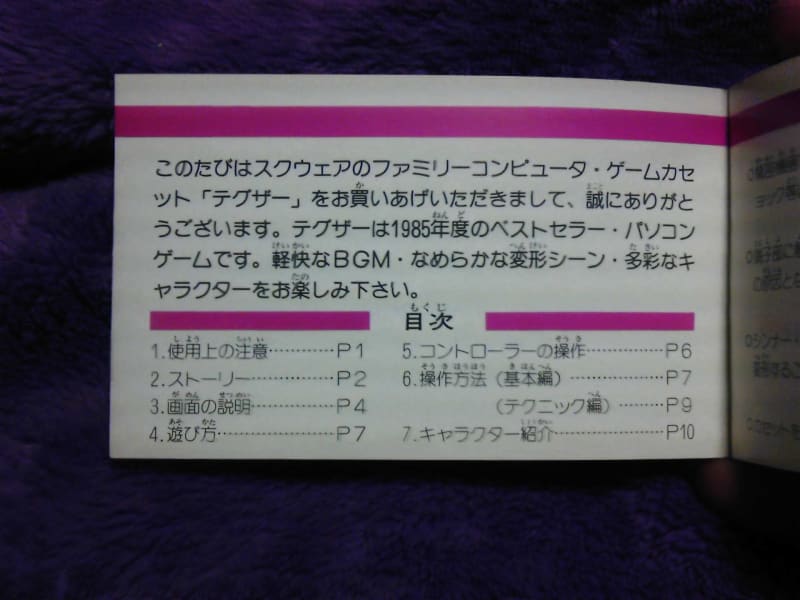 このたびはスクウェアのファミリーコンピュータ・ゲームカセ
ット「テグザー」をお買いあげいただきまして、誠にありがと
うございます。テグザーは1985年度のベストセラー・パソコン
ゲームです。軽快なBGM・なめらかな変形シーン・多彩なキ
ャラクターをお楽しみ下さい。
目次
1.使用上の注意…………P1
2.ストーリー……………P2
3.画面の説明……………P4
4.遊び方…………………P7
5.コントローラーの操作……………P6
6.操作方法(基本編)………………P7
(テクニック編)………P9
7.キャラクター紹介…………………P10